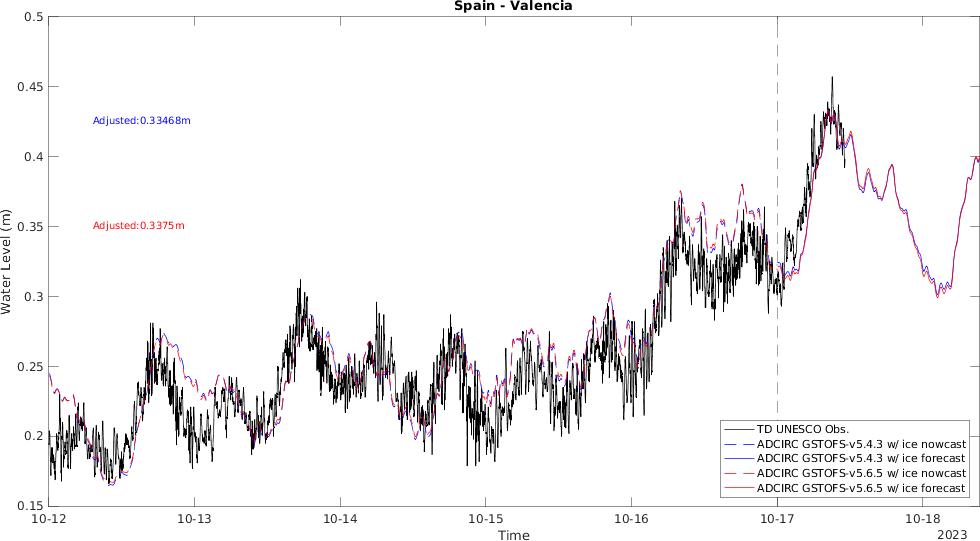 Spain - Valencia
0.5
0.45
0.4
0.35
0.3
0.25
0.2
0.15
Water Level (m)
Adjusted:0.33468m
Adjusted:0.3375m
TD UNESCO Obs.
ADCIRC GSTOFS-v5.4.3 w/ ice nowcast
ADCIRC GSTOFS-v5.4.3 w/ ice forecast
ADCIRC GSTOFS-v5.6.5 w/ ice nowcast
ADCIRC GSTOFS-v5.6.5 w/ ice forecast
10-12 10-13 10-14 10-15 10-16 10-17 10-18
Time
2023